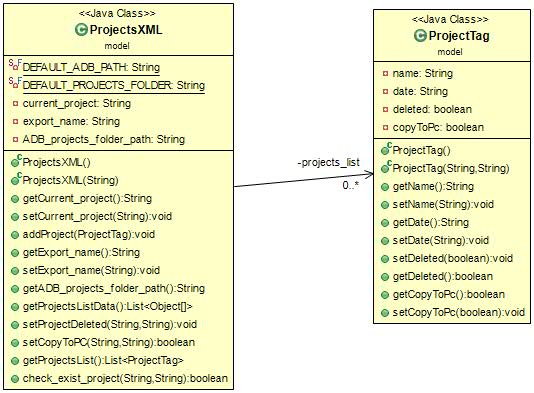 <<Java Class>>
ProjectsXML
model
DEFAULT_ADB_PATH: String
DEFAULT_PROJECTS_FOLDER: String
current_project: String
export_name: String
ADB_projects_folder_path: String
ProjectsXML()
ProjectsXML(String)
getCurrent_project():String
setCurrent_project(String):void
addProject(ProjectTag):void
getExport_name():String
setExport_name(String):void
getADB_projects_folder_path():String
getProjectsListData():List<Object[]>
setProjectDeleted(String,String):void
setCopyToPC(String,String):boolean
getProjectsList():List<ProjectTag>
check_exist_project(String,String):boolean
-projects_list
0..*
<<Java Class>>
ProjectTag
model
name: String
date: String
deleted: boolean
copyToPc: boolean
ProjectTag()
ProjectTag(String,String)
getName():String
setName(String):void
getDate():String
setDate(String):void
setDeleted(boolean):void
getDeleted():boolean
getCopyToPc():boolean
setCopyToPc(boolean):void